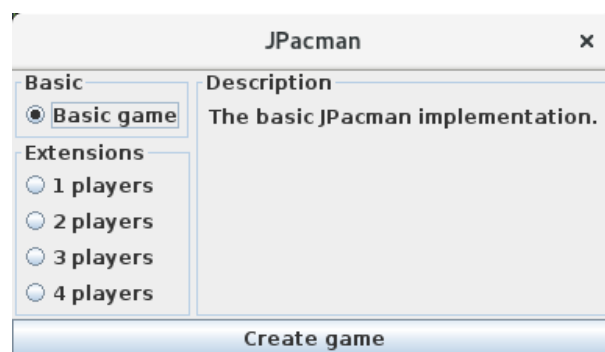 JPacman
Basic
Basic game
Extensions
1 players
2 players
3 players
4 players
Description
The basic JPacman implementation.
Create game